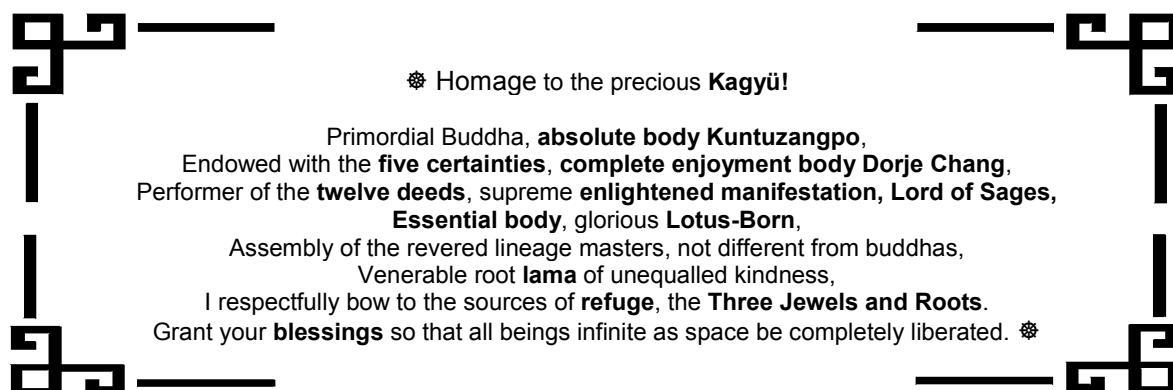 ☸ Homage to the precious Kagyü!
Primordial Buddha, absolute body Kuntuzangpo,
Endowed with the five certainties, complete enjoyment body Dorje Chang,
Performer of the twelve deeds, supreme enlightened manifestation, Lord of Sages,
Essential body, glorious Lotus-Born,
Assembly of the revered lineage masters, not different from buddhas,
Venerable root lama of unequalled kindness,
I respectfully bow to the sources of refuge, the Three Jewels and Roots.
Grant your blessings so that all beings infinite as space be completely liberated. ☸